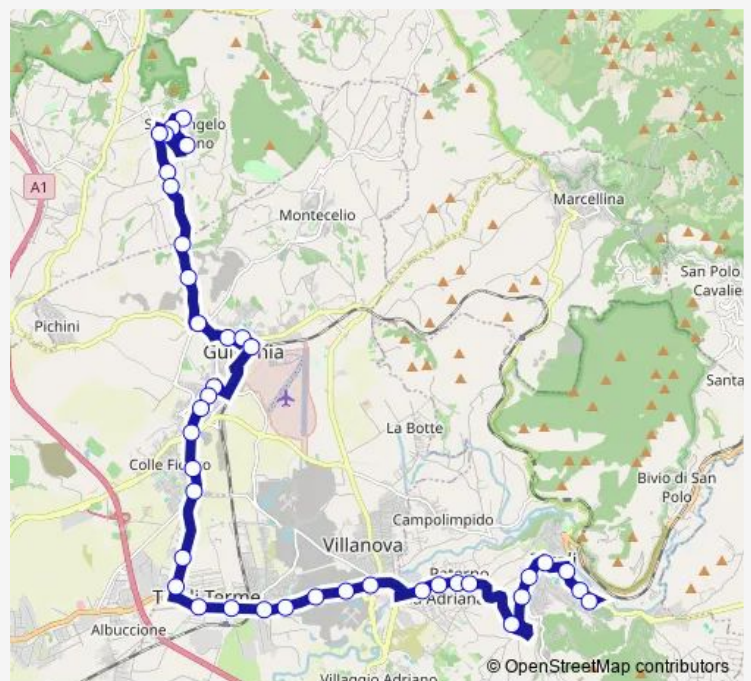 A1
Montecelio
Marcellina
San Polo
Cavalie
Pichini
Santa
La Botte
Colle Fio
Bivio di San
Polo
Campolimpido
Villanova
Terme
Albuccione
Villaggio Adriano
© OpenStreetMap contributors